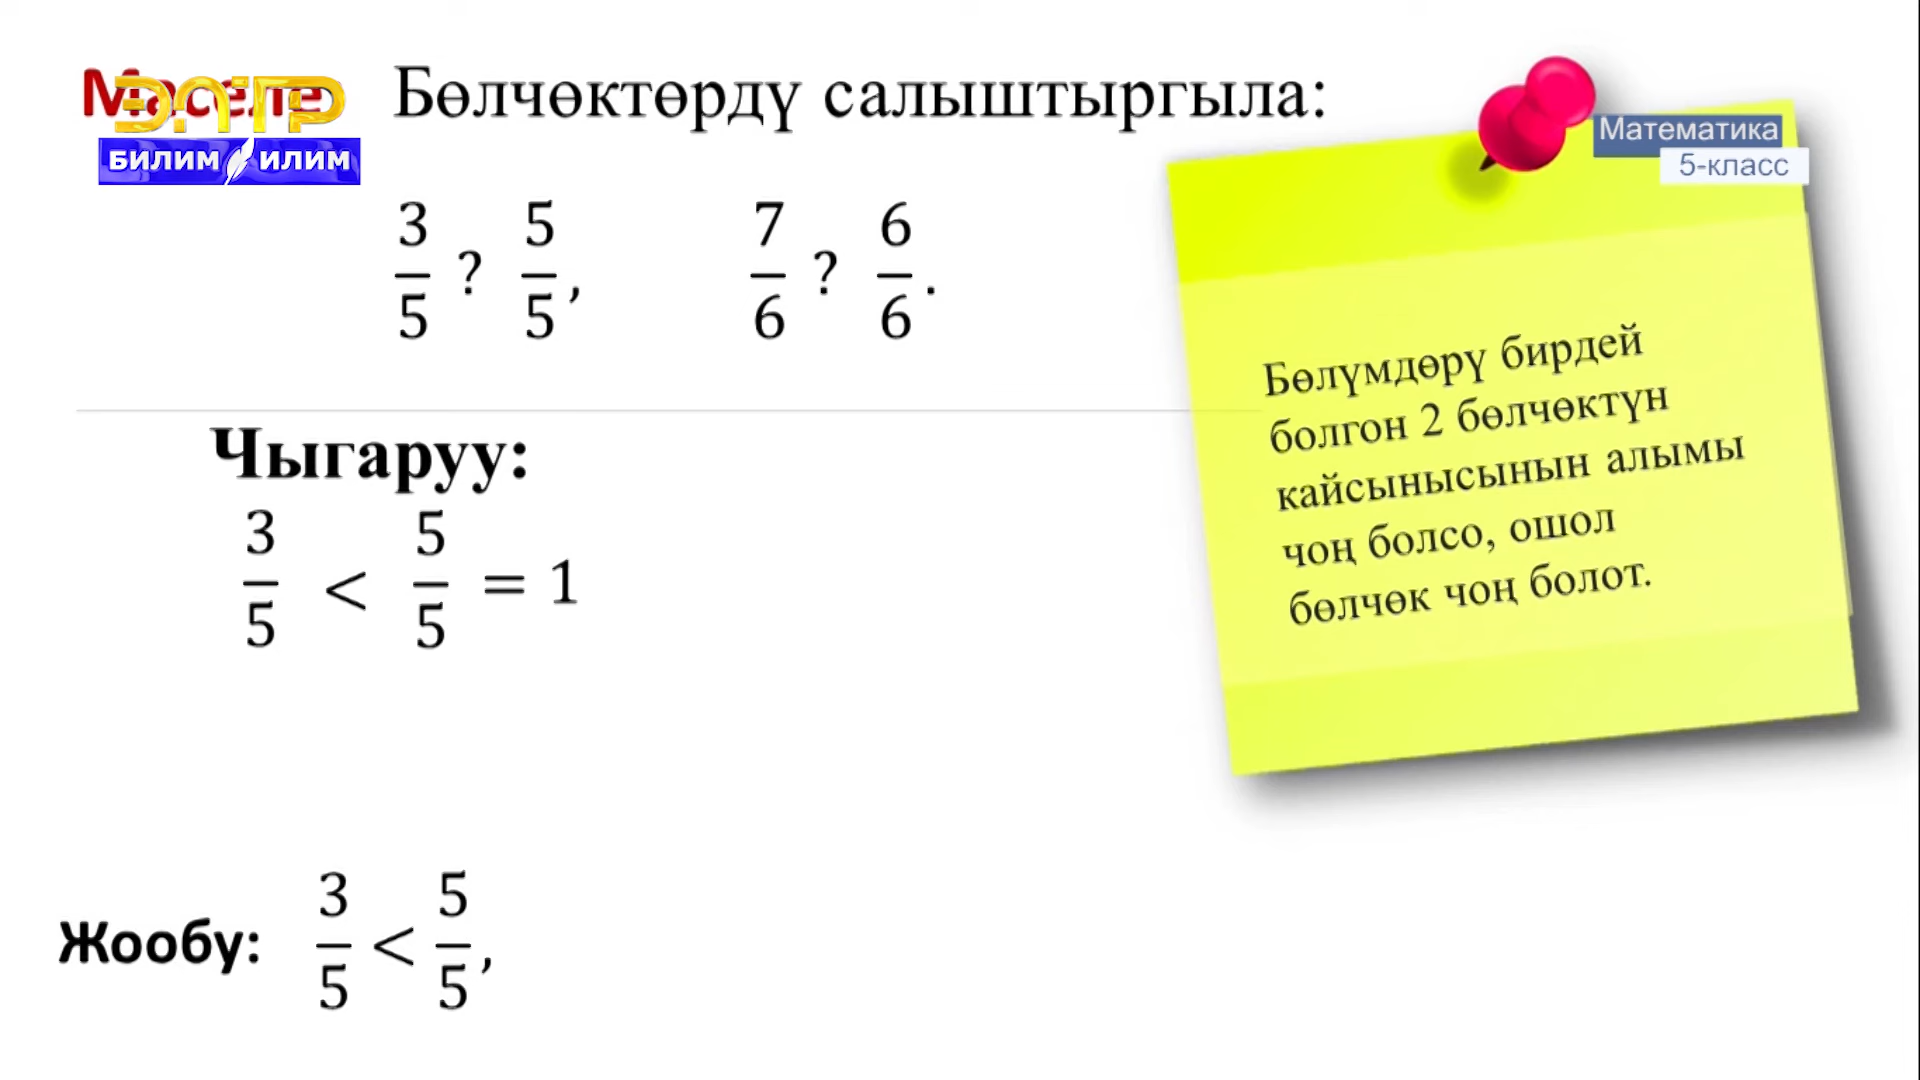 Маселе Бөлчөктөрдү салыштыргыла:
ЭЛТР
БИЛИМ ИЛИМ
Математика
5-класс
3/5 ? 5/5, 7/6 ? 6/6.
Чыгаруу:
3/5 < 5/5 = 1
Жообу: 3/5 < 5/5,
Бөлүмдөрү бирдей
болгон 2 бөлчөктүн
кайсынысынын алымы
чоң болсо, ошол
бөлчөк чоң болот.